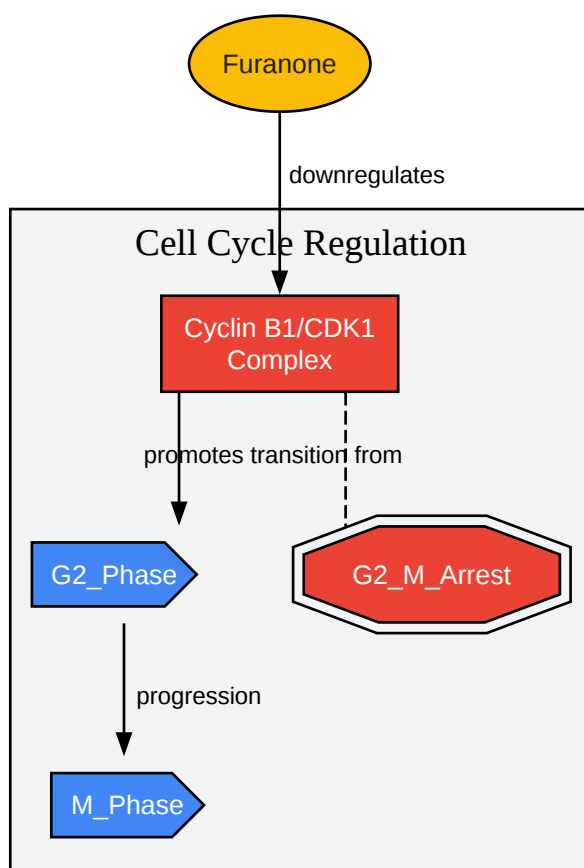 Furanone
downregulates
Cell Cycle Regulation
Cyclin B1/CDK1
Complex
promotes transition from
G2_Phase
G2_M_Arrest
progression
M_Phase